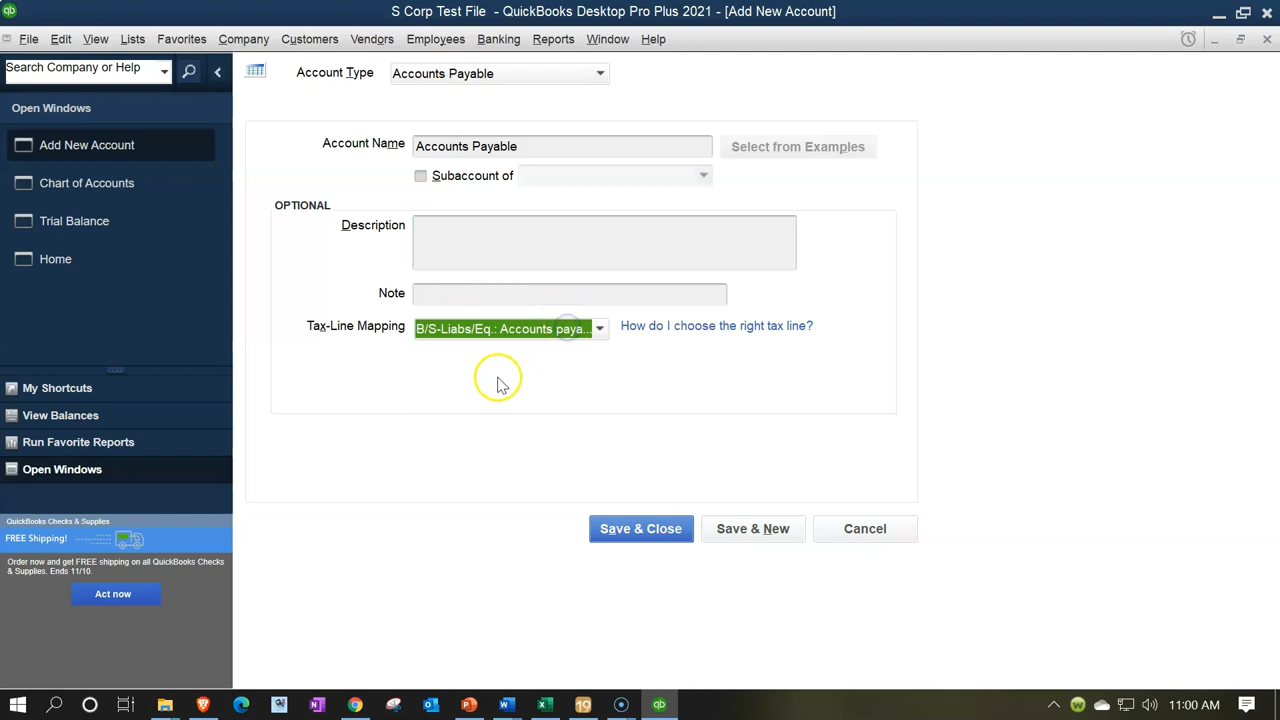 S Corp Test File - QuickBooks Desktop Pro Plus 2021 - [Add New Account]
File Edit View Lists Favorites Company Customers Vendors Employees Banking Reports Window Help
Search Company or Help
Open Windows
Add New Account
Chart of Accounts
Trial Balance
Home
My Shortcuts
View Balances
Run Favorite Reports
Open Windows
QuickBooks Checks & Supplies
FREE Shipping!
Order now and get FREE shipping on all QuickBooks Checks
& Supplies. Ends 11/10.
Act now
Account Type Accounts Payable
Account Name Accounts Payable Select from Examples
Subaccount of
OPTIONAL
Description
Note
Tax-Line Mapping B/S-Liabs/Eq.: Accounts paya... How do I choose the right tax line?
Save & Close Save & New Cancel
11:00 AM